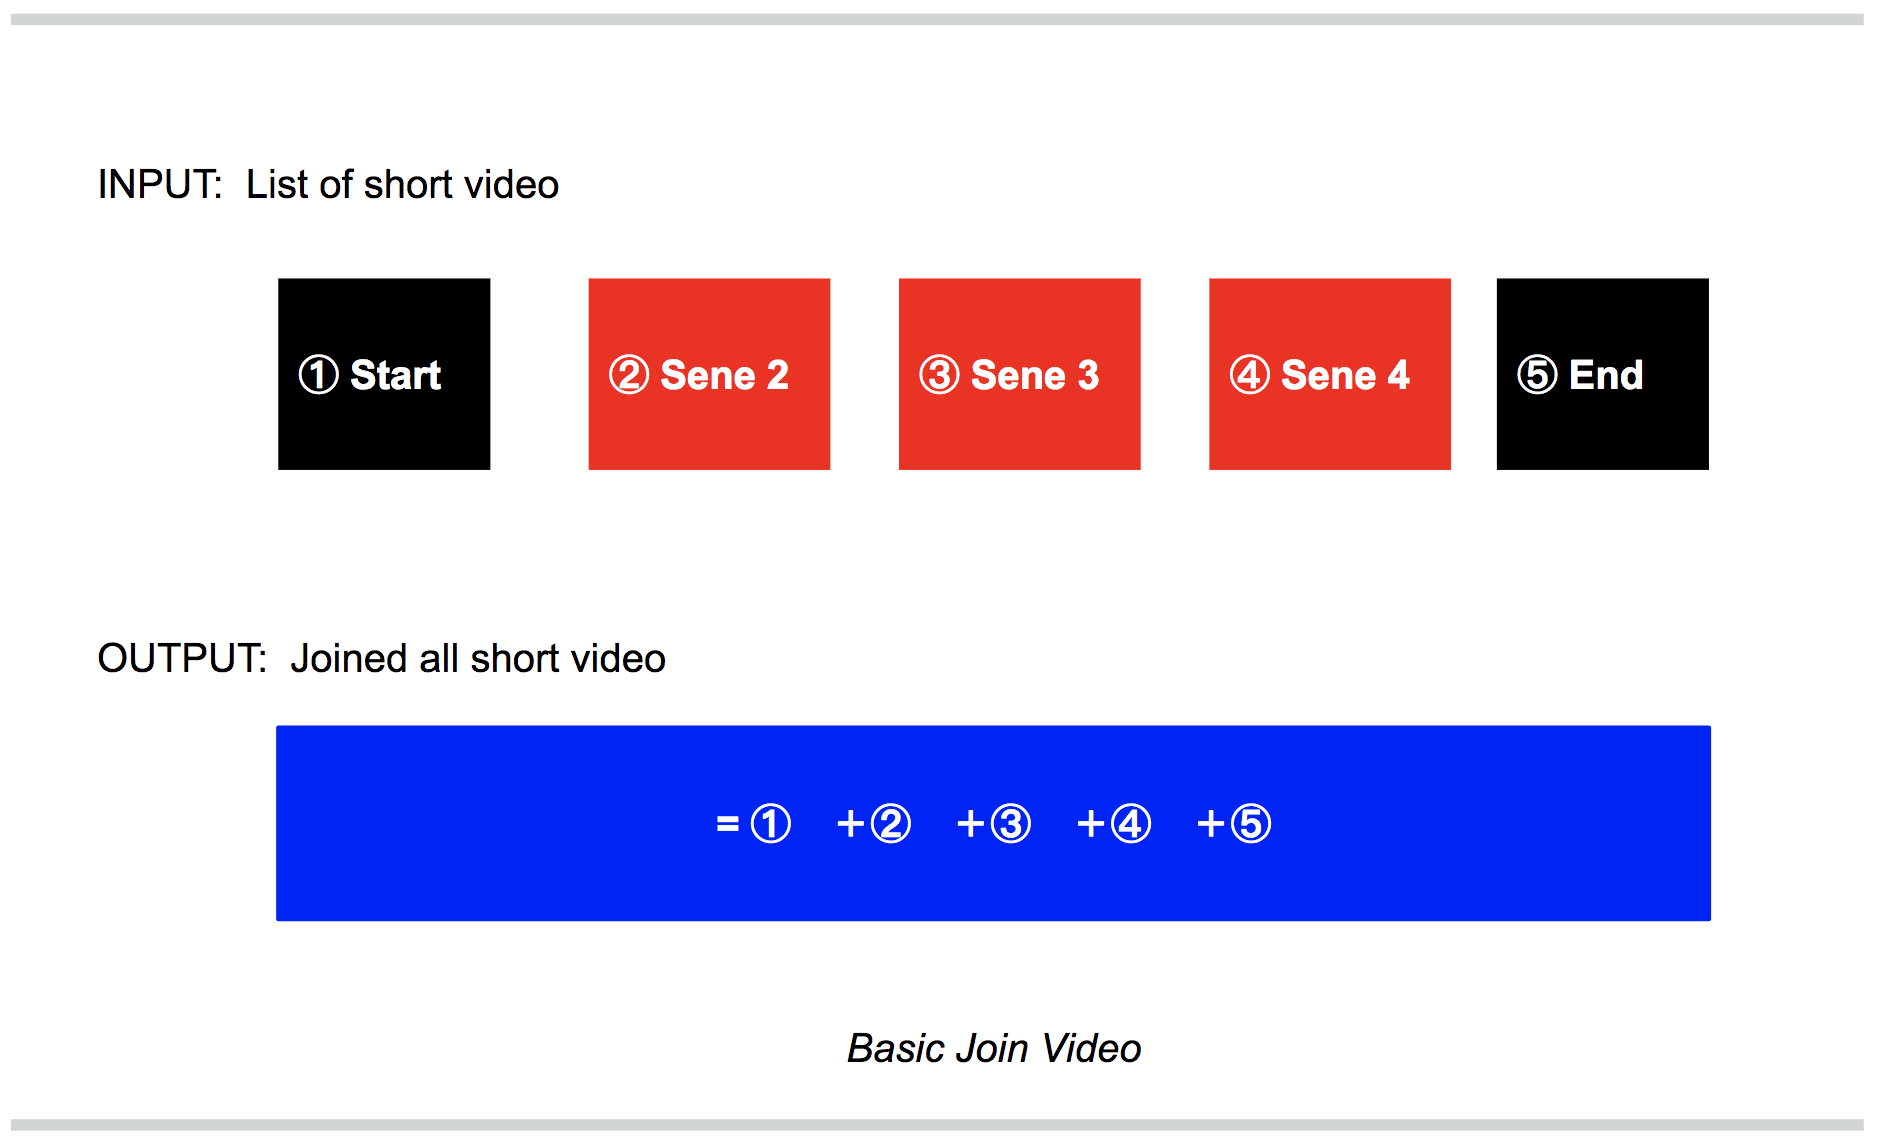 INPUT: List of short video
① Start
② Sene 2
③ Sene 3
④ Sene 4
⑤ End
OUTPUT: Joined all short video
= ① +② +③ +④ +⑤
Basic Join Video